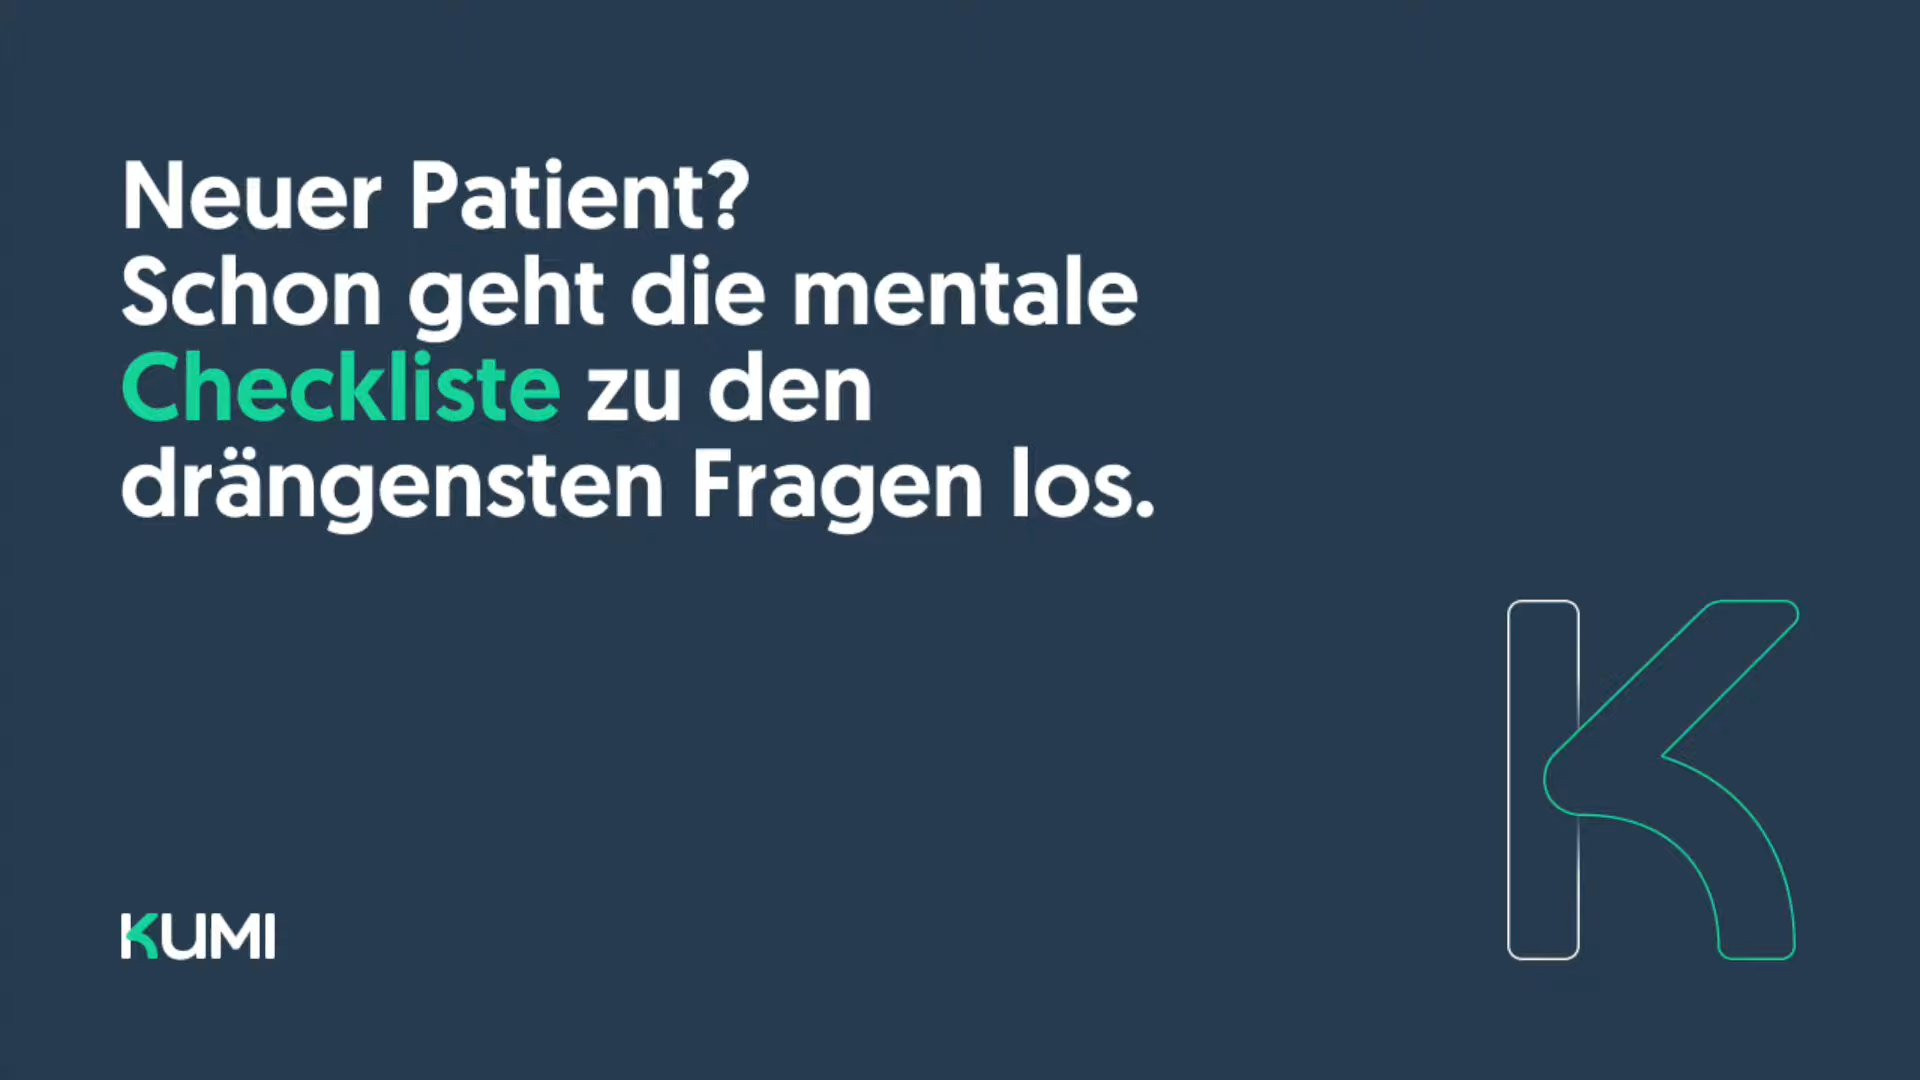 Neuer Patient?
Schon geht die mentale
Checkliste zu den
drängensten Fragen los.
KUMI